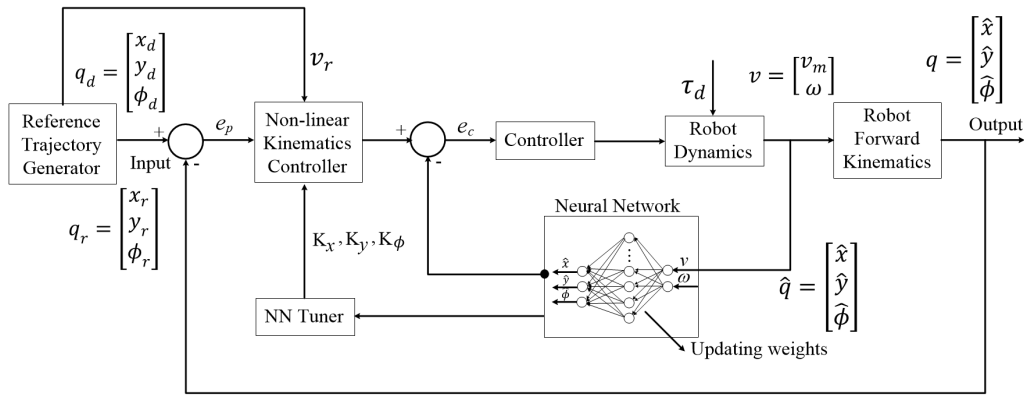 q_d = [x_d
y_d
ϕ_d]
v_r
τ_d
v = [v_m
ω]
q = [x̂
ŷ
ϕ̂]
Reference
Trajectory
Generator
+
Input
-
e_p
Non-linear
Kinematics
Controller
+
-
e_c
Controller
Robot
Dynamics
Robot
Forward
Kinematics
Output
q_r = [x_r
y_r
ϕ_r]
K_x, K_y, K_ϕ
Neural Network
x̂
ŷ
ϕ̂
⋮
v
ω
q̂ = [x̂
ŷ
ϕ̂]
NN Tuner
Updating weights